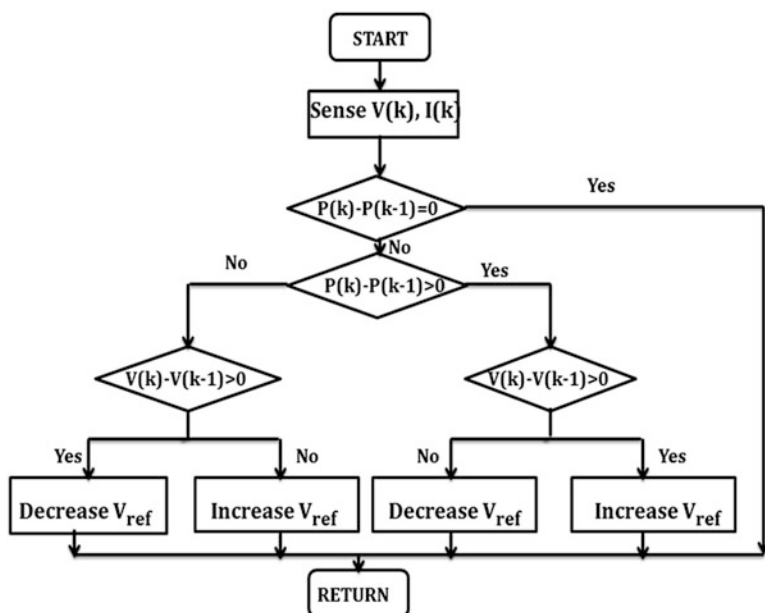 START
Sense V(k), I(k)
Yes
P(k)-P(k-1)=0
No
No
Yes
P(k)-P(k-1)>0
V(k)-V(k-1)>0
V(k)-V(k-1)>0
Yes
No
No
Yes
Decrease Vref
Increase Vref
Decrease Vref
Increase Vref
RETURN